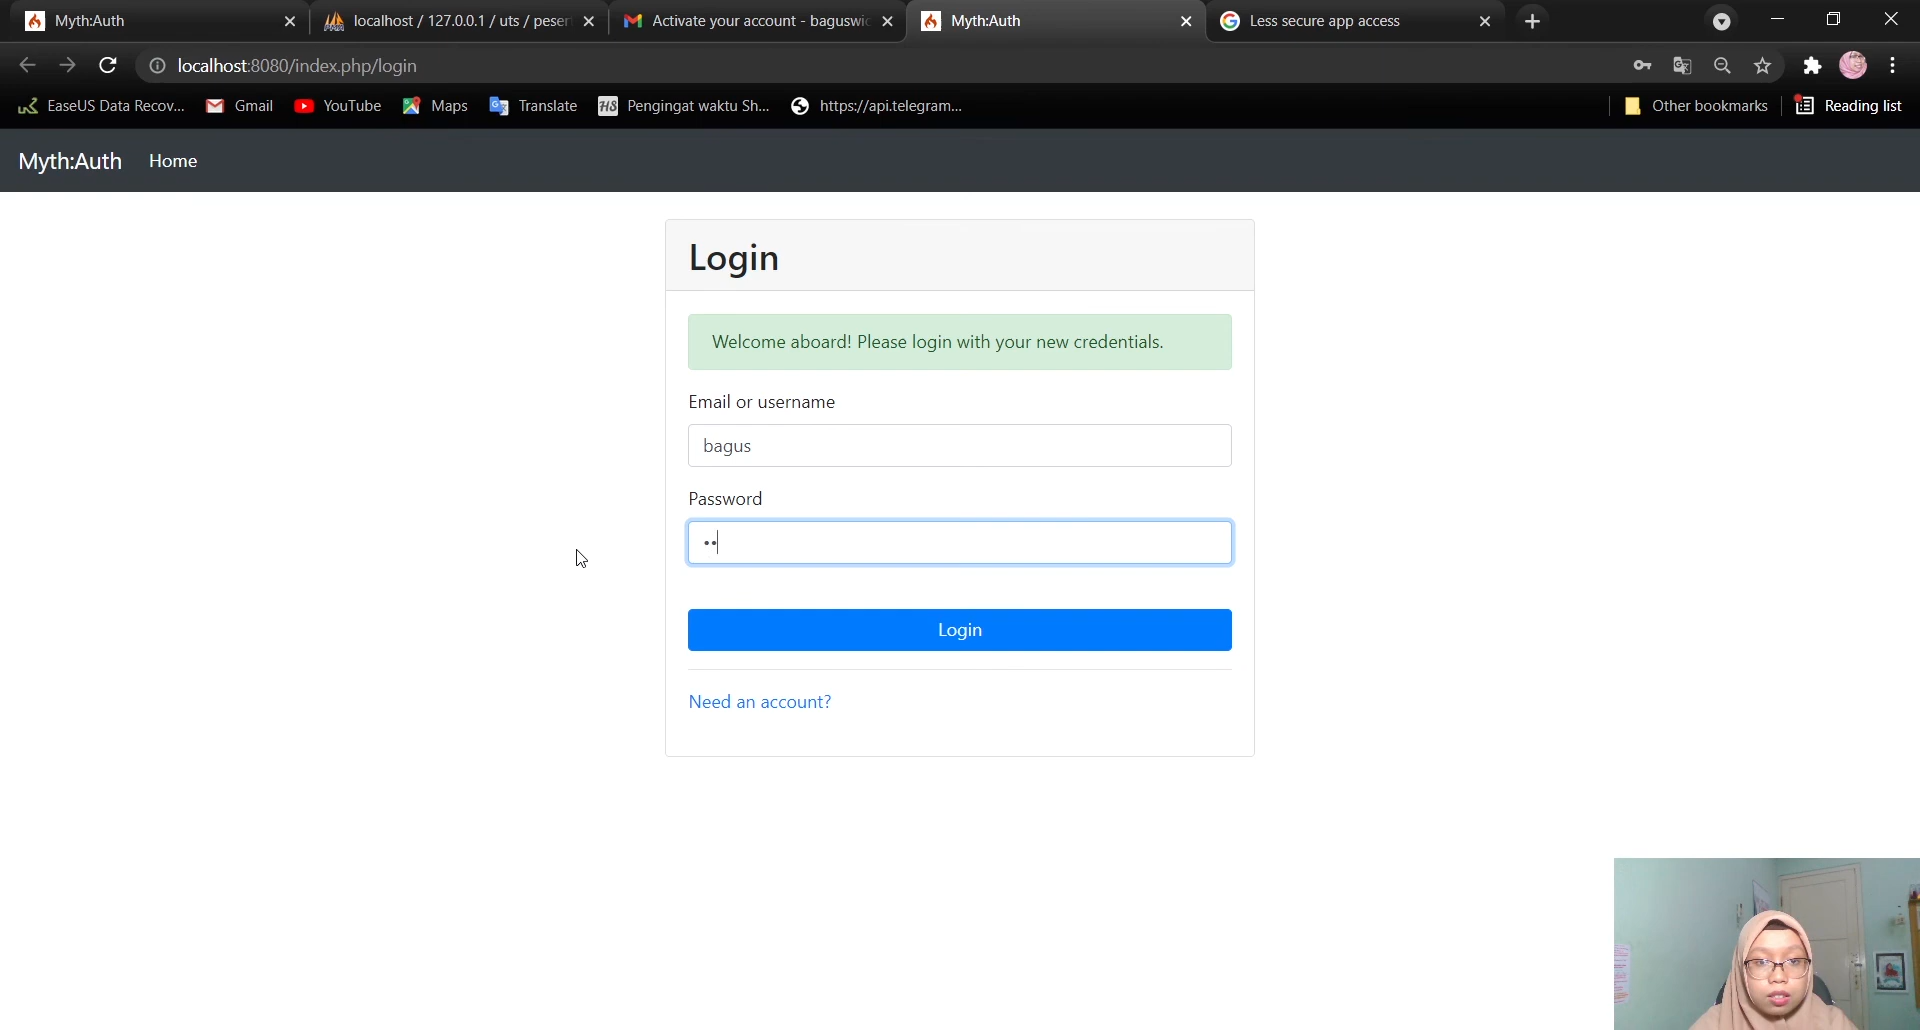 Myth:Auth
localhost / 127.0.0.1 / uts / peser
Activate your account - baguswic
Myth:Auth
Less secure app access
localhost:8080/index.php/login
EaseUS Data Recov...
Gmail
YouTube
Maps
Translate
HS
Pengingat waktu Sh...
https://api.telegram...
Other bookmarks
Reading list
Myth:Auth
Home
Login
Welcome aboard! Please login with your new credentials.
Email or username
bagus
Password
Login
Need an account?